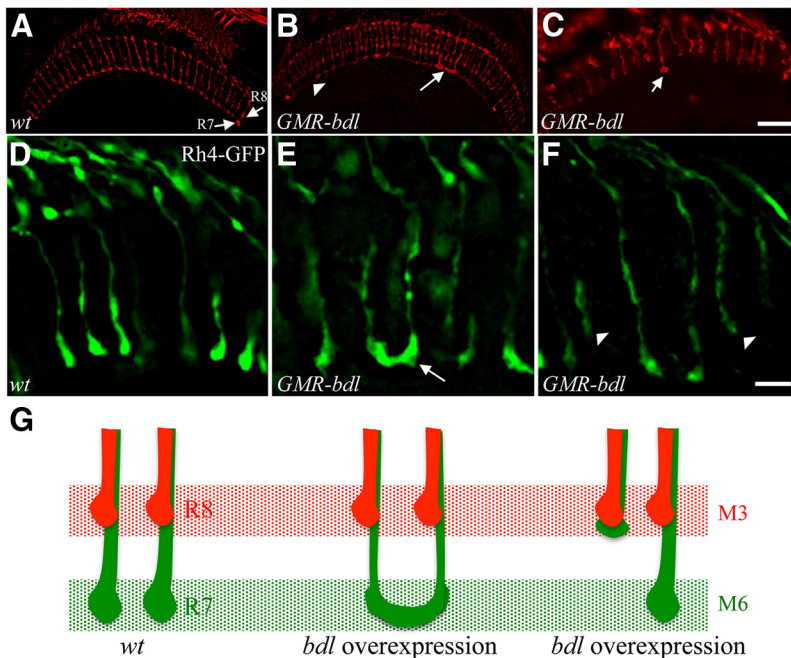 A
B
C
R8
R7
wt
GMR-bdl
GMR-bdl
D
Rh4-GFP
E
F
wt
GMR-bdl
GMR-bdl
G
R8
M3
R7
M6
wt
bdl overexpression
bdl overexpression